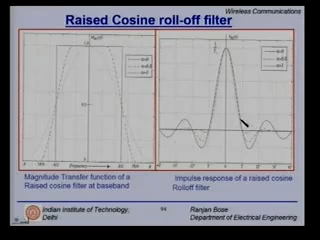 Wireless Communications
Raised Cosine roll-off filter
Magnitude Transfer function of a
Raised cosine filter at baseband
Impulse response of a raised cosine
Rolloff filter
Indian Institute of Technology,
Delhi
94
Ranjan Bose
Department of Electrical Engineering